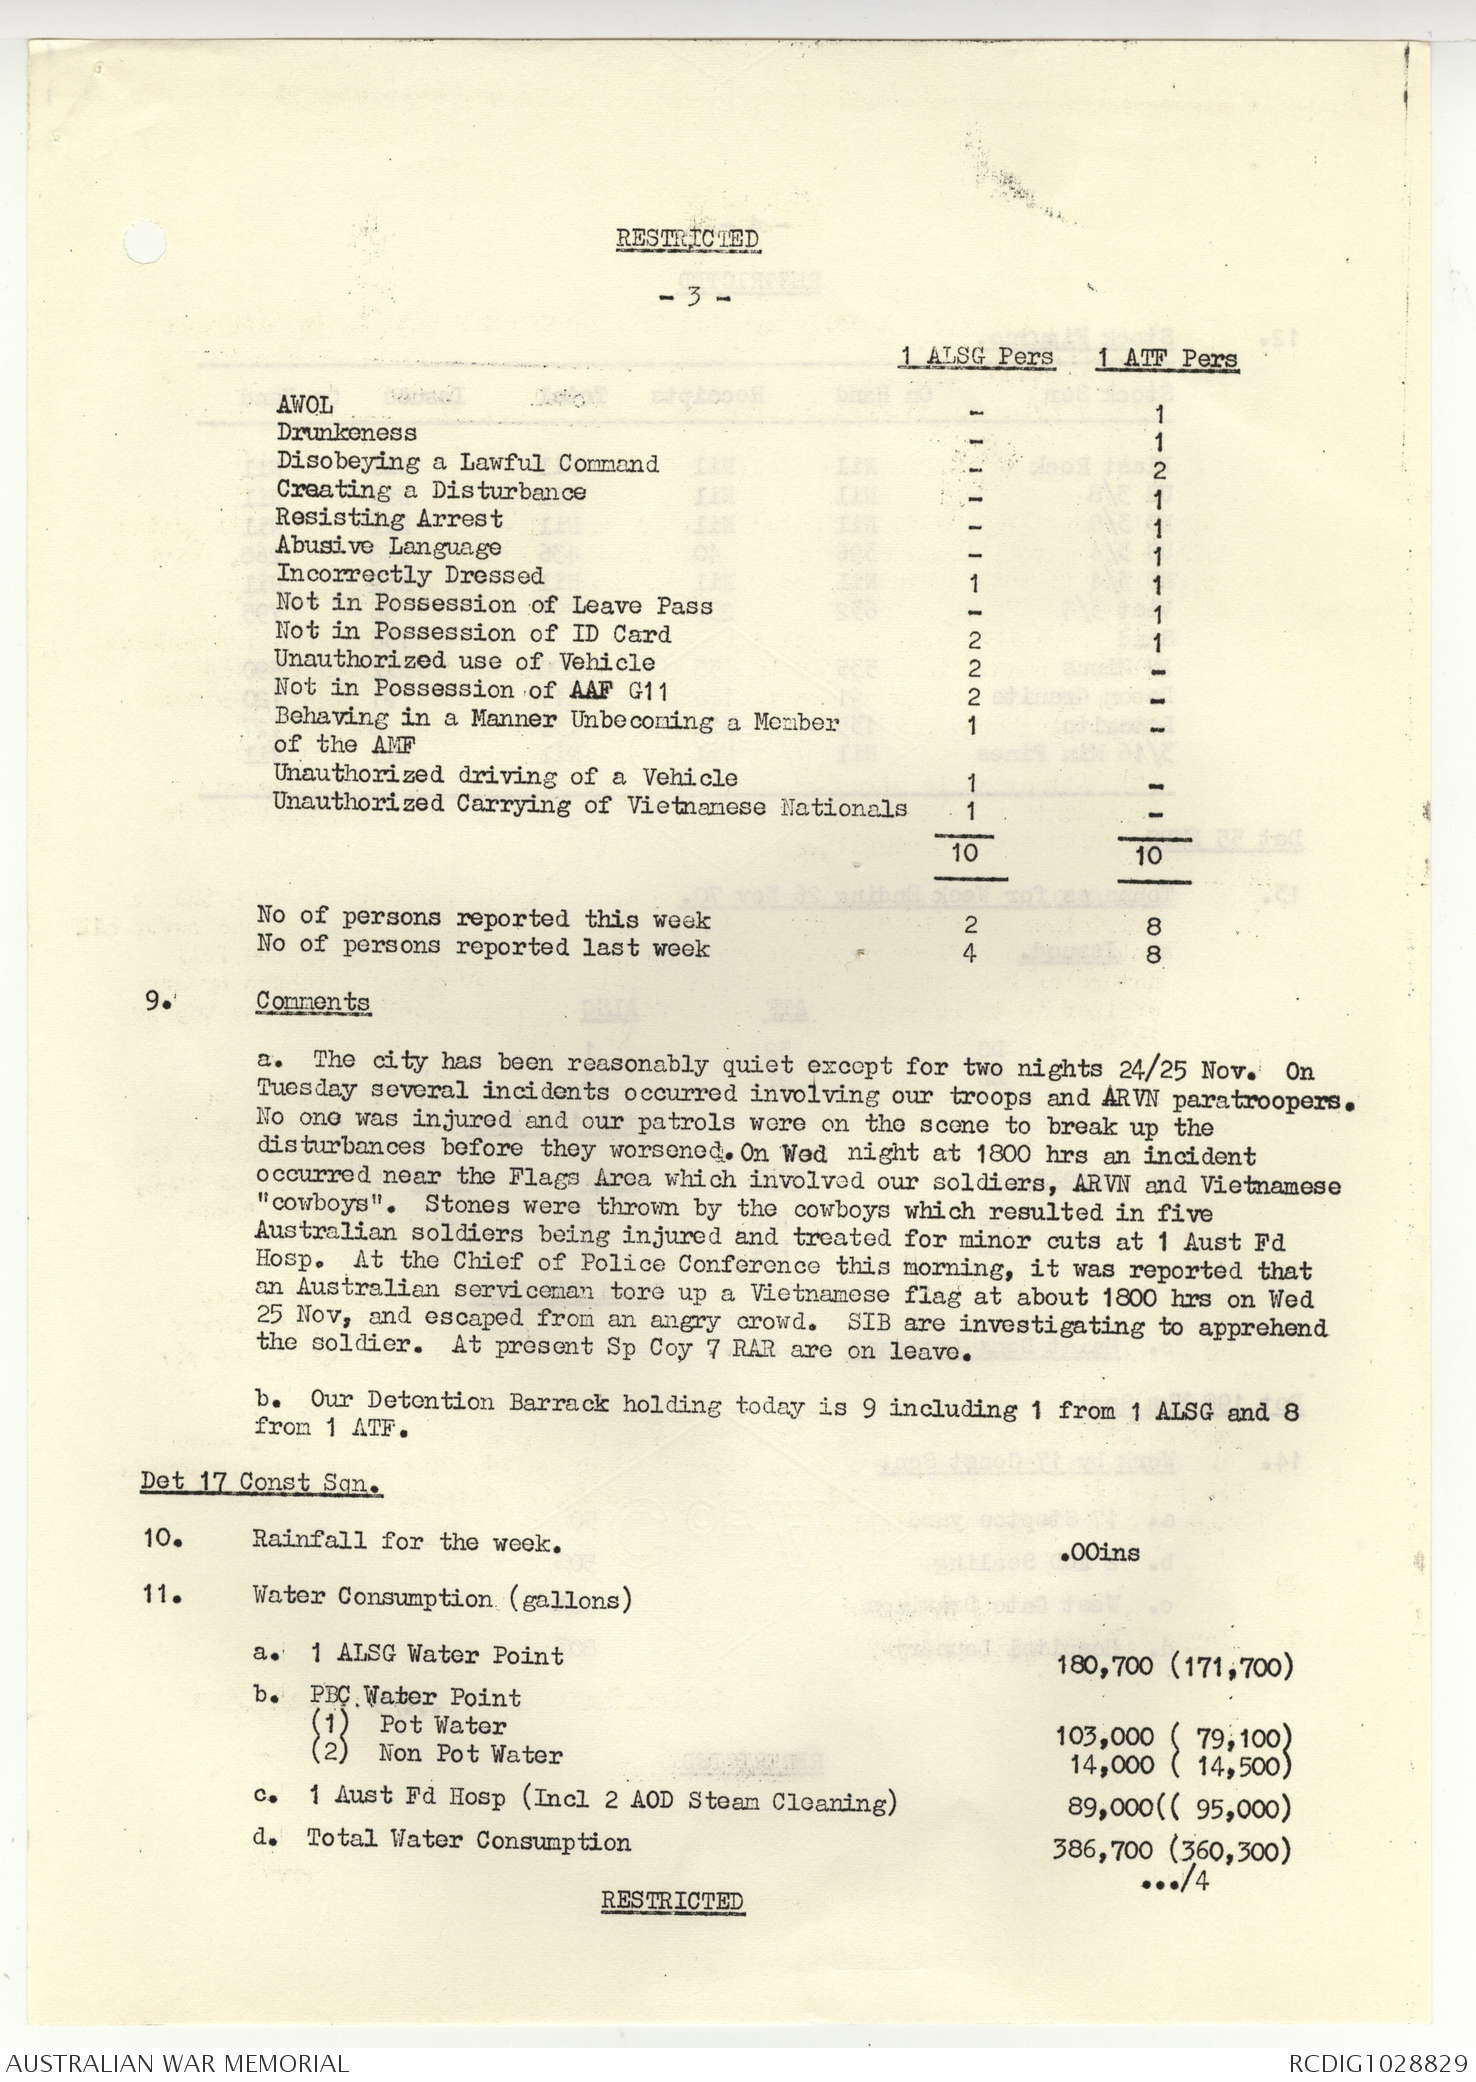 RESTRICTED
- 3 -
1 ALSG Pers 1 ATF Pers
AWOL - 1
Drunkeness - 1
Disobeying a Lawful Command - 2
Creating a Disturbance - 1
Resisting Arrest - 1
Abusive Language - 1
Incorrectly Dressed 1 1
Not in Possession of Leave Pass - 1
Not in Possession of ID Card 2 1
Unauthorized use of Vehicle 2 -
Not in Possession of AAF G11 2 -
Behaving in a Manner Unbecoming a Member 1 -
of the AMF
Unauthorized driving of a Vehicle 1 -
Unauthorized Carrying of Vietnamese Nationals 1 -
10 10
No of persons reported this week 2 8
No of persons reported last week 4 8
9. Comments
a. The city has been reasonably quiet except for two nights 24/25 Nov. On
Tuesday several incidents occurred involving our troops and ARVN paratroopers.
No one was injured and our patrols were on the scene to break up the
disturbances before they worsened. On Wed night at 1800 hrs an incident
occurred near the Flags Area which involved our soldiers, ARVN and Vietnamese
"cowboys". Stones were thrown by the cowboys which resulted in five
Australian soldiers being injured and treated for minor cuts at 1 Aust Fd
Hosp. At the Chief of Police Conference this morning, it was reported that
an Australian serviceman tore up a Vietnamese flag at about 1800 hrs on Wed
25 Nov, and escaped from an angry crowd. SIB are investigating to apprehend
the soldier. At present Sp Coy 7 RAR are on leave.
b. Our Detention Barrack holding today is 9 including 1 from 1 ALSG and 8
from 1 ATF.
Det 17 Const Sqn.
10. Rainfall for the week. .00ins
11. Water Consumption (gallons)
a. 1 ALSG Water Point 180,700 (171,700)
b. PBC Water Point
(1) Pot Water 103,000 ( 79,100)
(2) Non Pot Water 14,000 ( 14,500)
c. 1 Aust Fd Hosp (Incl 2 AOD Steam Cleaning) 89,000(( 95,000)
d. Total Water Consumption 386,700 (360,300)
.../4
RESTRICTED
AUSTRALIAN WAR MEMORIAL RCDIG1028829